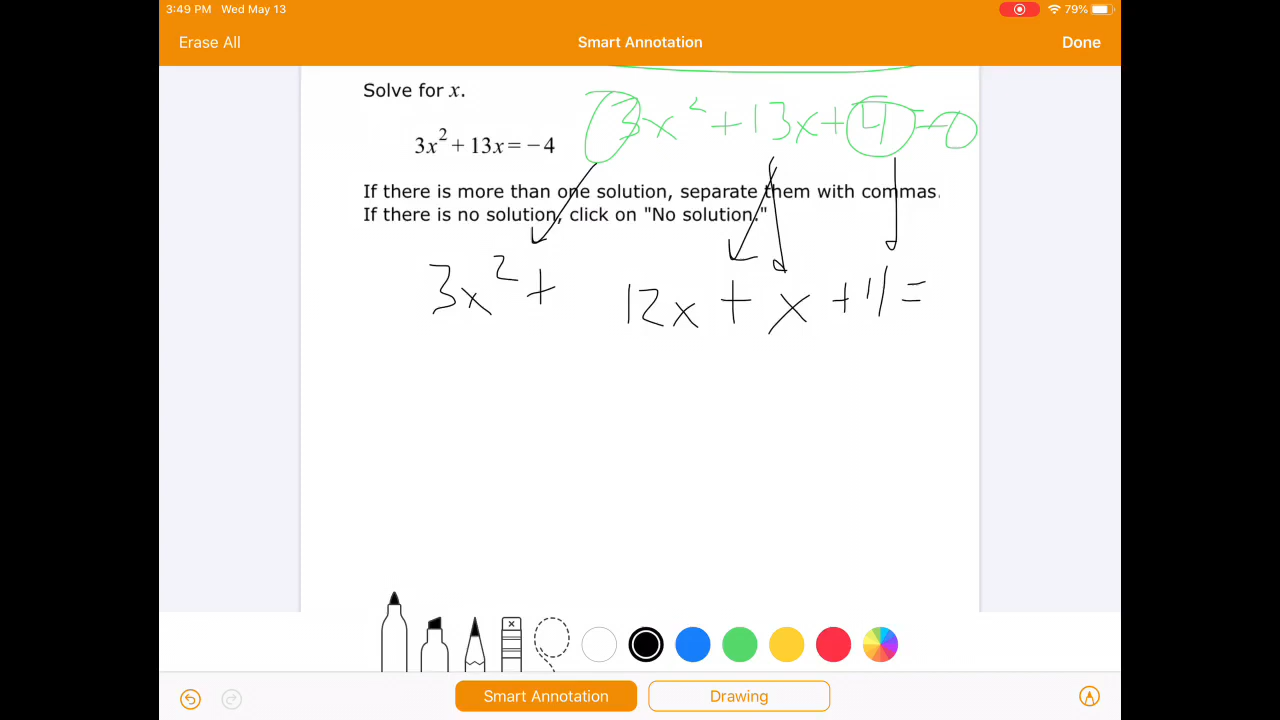 3:49 PM Wed May 13 79%
Erase All Smart Annotation Done
Solve for x.
3x² + 13x + 4 = 0
3x² + 13x = −4
If there is more than one solution, separate them with commas.
If there is no solution, click on "No solution."
3x² + 12x + x + 4 =
Smart Annotation Drawing